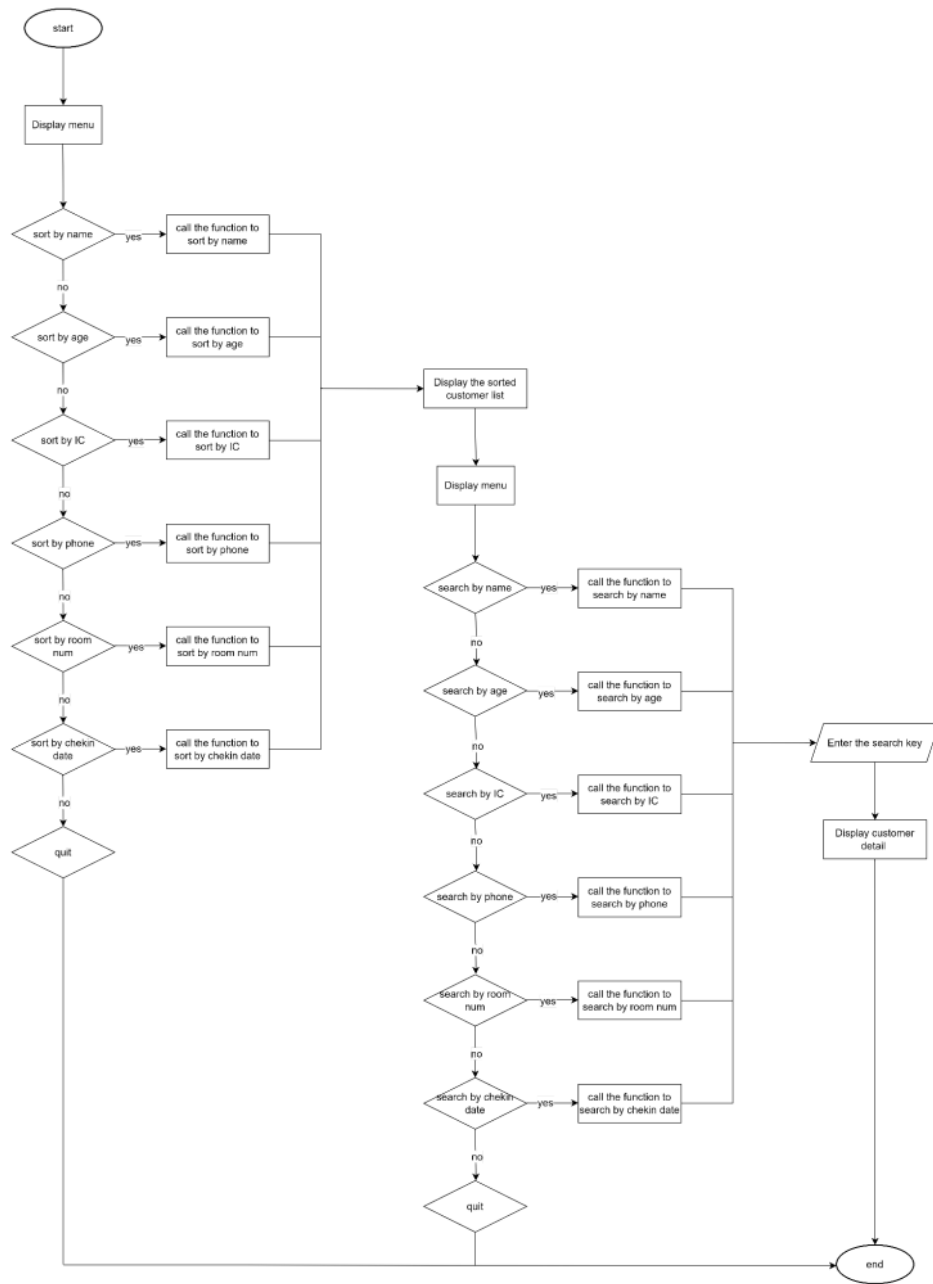 start
Display menu
sort by name
yes
call the function to
sort by name
no
sort by age
yes
call the function to
sort by age
no
sort by IC
yes
call the function to
sort by IC
no
sort by phone
yes
call the function to
sort by phone
no
sort by room
num
yes
call the function to
sort by room num
no
sort by chekin
date
yes
call the function to
sort by chekin date
no
quit
Display the sorted
customer list
Display menu
search by name
yes
call the function to
search by name
no
search by age
yes
call the function to
search by age
no
search by IC
yes
call the function to
search by IC
no
search by phone
yes
call the function to
search by phone
no
search by room
num
yes
call the function to
search by room num
no
search by chekin
date
yes
call the function to
search by chekin date
no
quit
Enter the search key
Display customer
detail
end